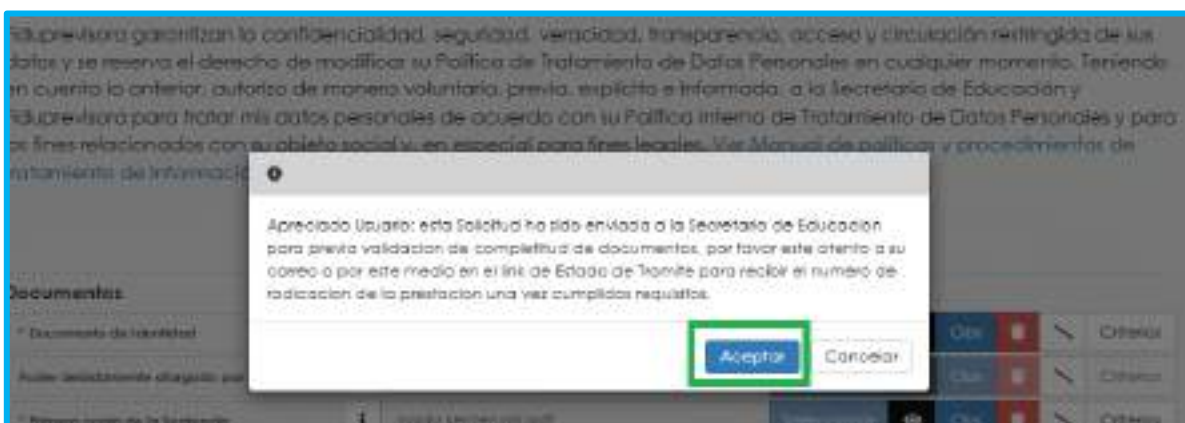 Fiduprevisora garantizan la confidencialidad, seguridad, veracidad, transparencia, acceso y circulación restringida de sus
datos y se reserva el derecho de modificar su Política de Tratamiento de Datos Personales en cualquier momento. Teniendo
en cuenta lo anterior, autorizo de manera voluntaria, previa, explícita e informada, a la Secretaría de Educación y
Fiduprevisora para tratar mis datos personales de acuerdo con su Política Interna de Tratamiento de Datos Personales y para
los fines relacionados con su objeto social y, en especial para fines legales. Ver Manual de políticas y procedimientos de
tratamiento de Informació
Apreciado Usuario: esta Solicitud ha sido enviada a la Secretaria de Educacion
para previa validacion de completitud de documentos, por favor este atento a su
correo o por este medio en el link de Estado de Tramite para recibir el numero de
radicacion de la prestacion una vez cumplidos requisitos.
Aceptar Cancelar
Documentos
* Documento de Identidad Clas Criterios
Poder debidamente otorgado por Clas Criterios
* Clas Criterios